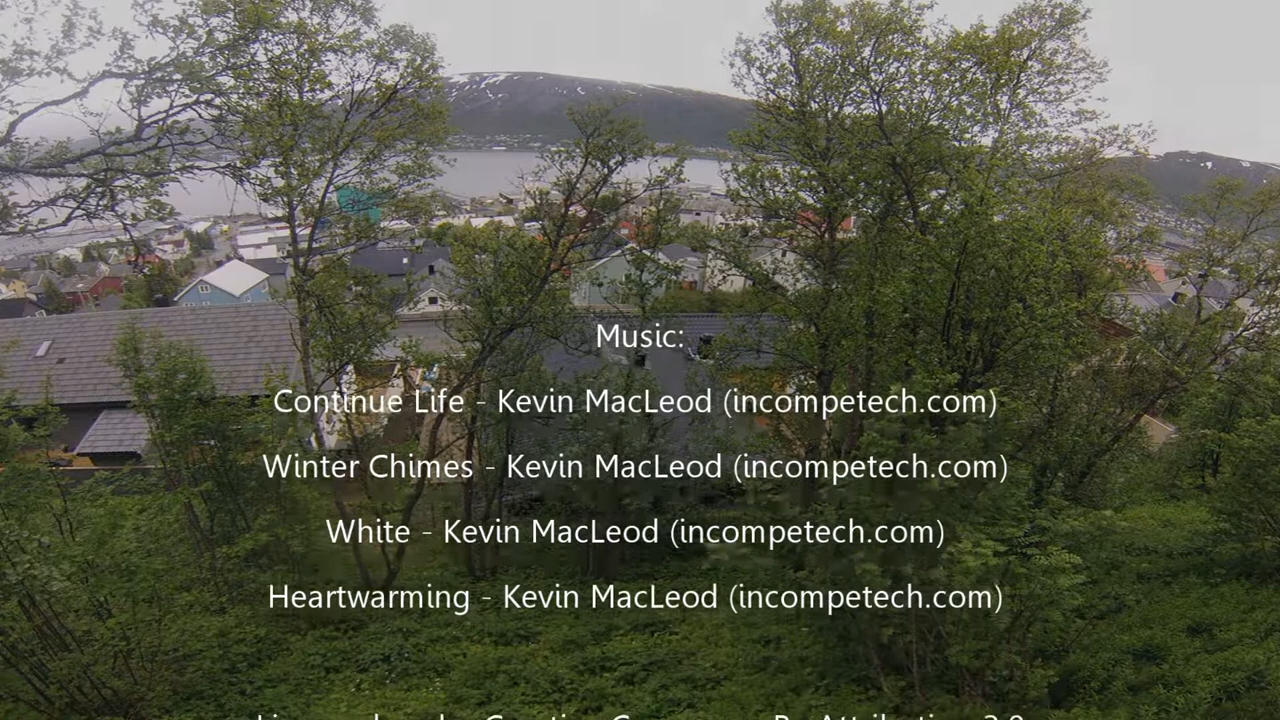 Music:
Continue Life - Kevin MacLeod (incompetech.com)
Winter Chimes - Kevin MacLeod (incompetech.com)
White - Kevin MacLeod (incompetech.com)
Heartwarming - Kevin MacLeod (incompetech.com)